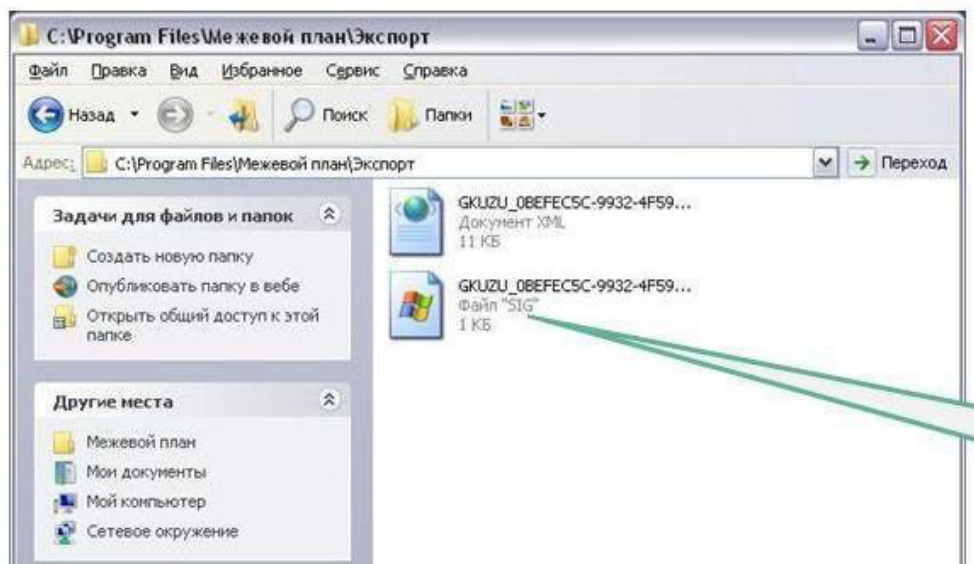 C:\Program Files\Межевой план\Экспорт
Файл Правка Вид Избранное Сервис Справка
Назад Поиск Папки
Адрес: C:\Program Files\Межевой план\Экспорт Переход
Задачи для файлов и папок
Создать новую папку
Опубликовать папку в вебе
Открыть общий доступ к этой
папке
Другие места
Межевой план
Мои документы
Мой компьютер
Сетевое окружение
GKUZU_0BEFEC5C-9932-4F59...
Документ XML
11 КБ
GKUZU_0BEFEC5C-9932-4F59...
Файл "SIG"
1 КБ